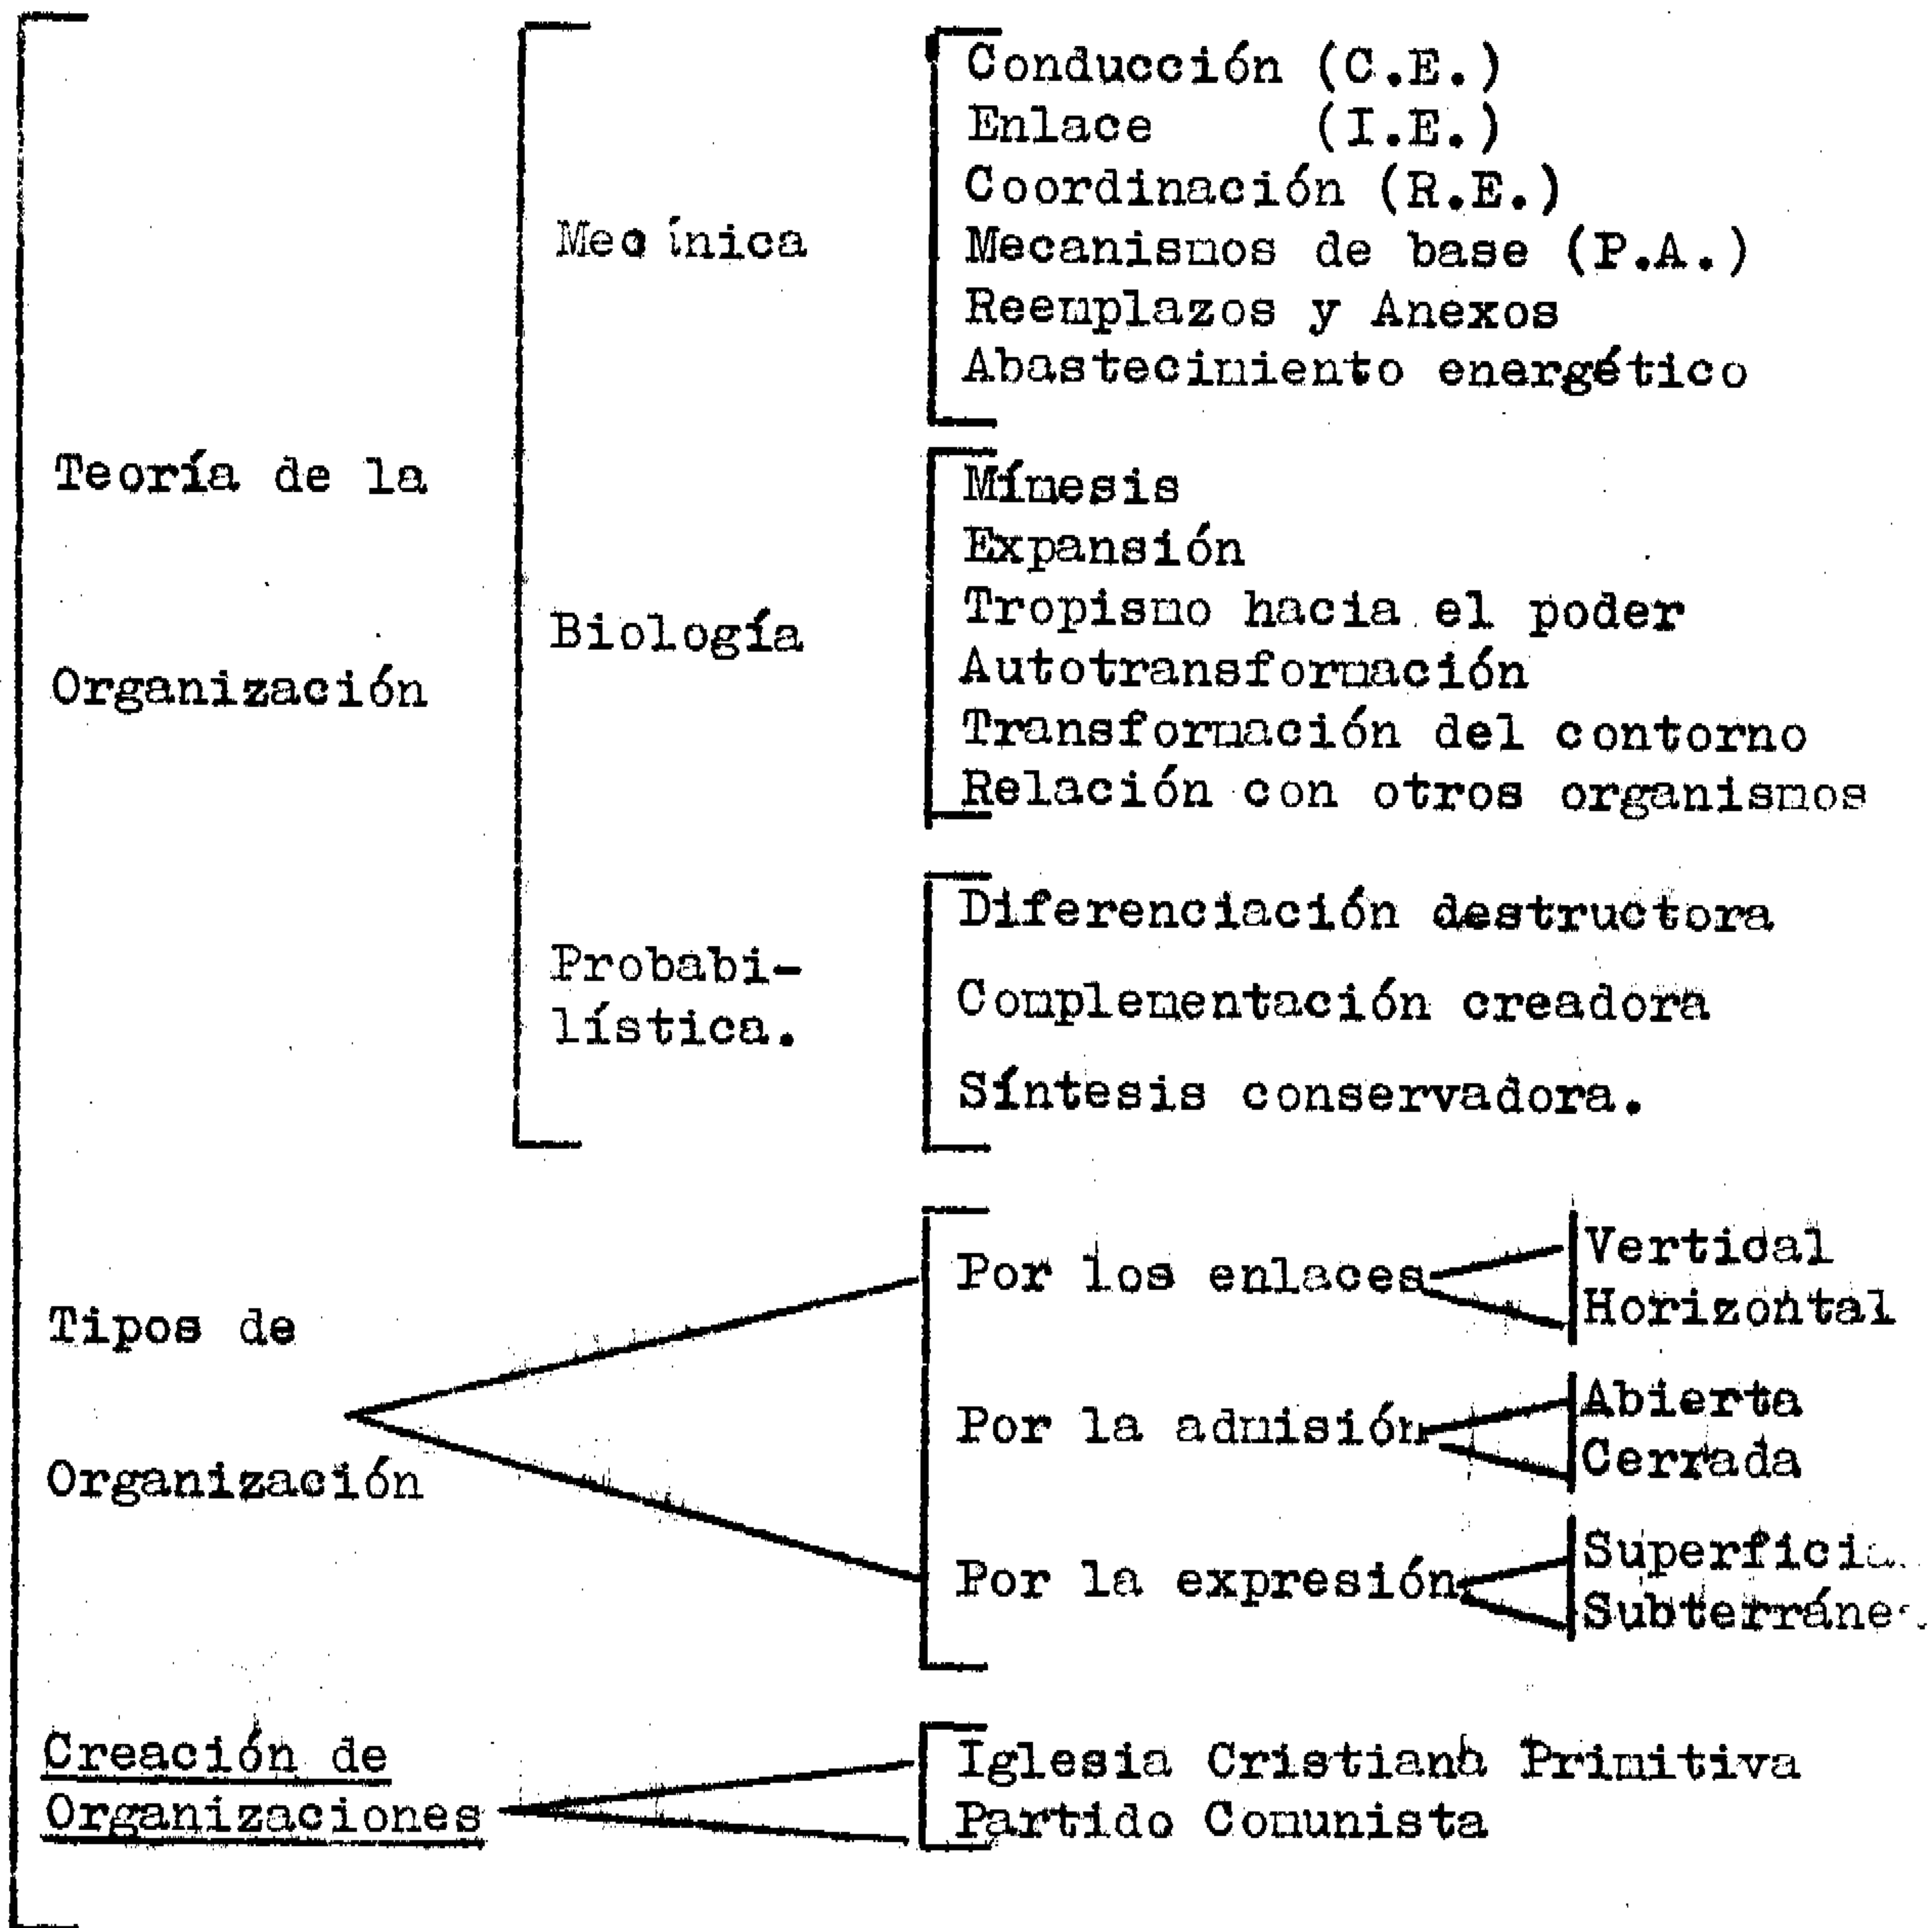 Conducción (C.E.)
Enlace (I.E.)
Coordinación (R.E.)
Mecánica
Mecanismos de base (P.A.)
Reemplazos y Anexos
Abastecimiento energético
Teoría de la
Organización
Mímesis
Expansión
Tropismo hacia el poder
Biología
Autotransformación
Transformación del contorno
Relación con otros organismos
Diferenciación destructora
Probabi-
lística.
Complementación creadora
Síntesis conservadora.
Tipos de
Organización
Por los enlaces
Vertical
Horizontal
Por la admisión
Abierta
Cerrada
Por la expresión
Creación de
Organizaciones
Iglesia Cristiana Primitiva
Partido Comunista